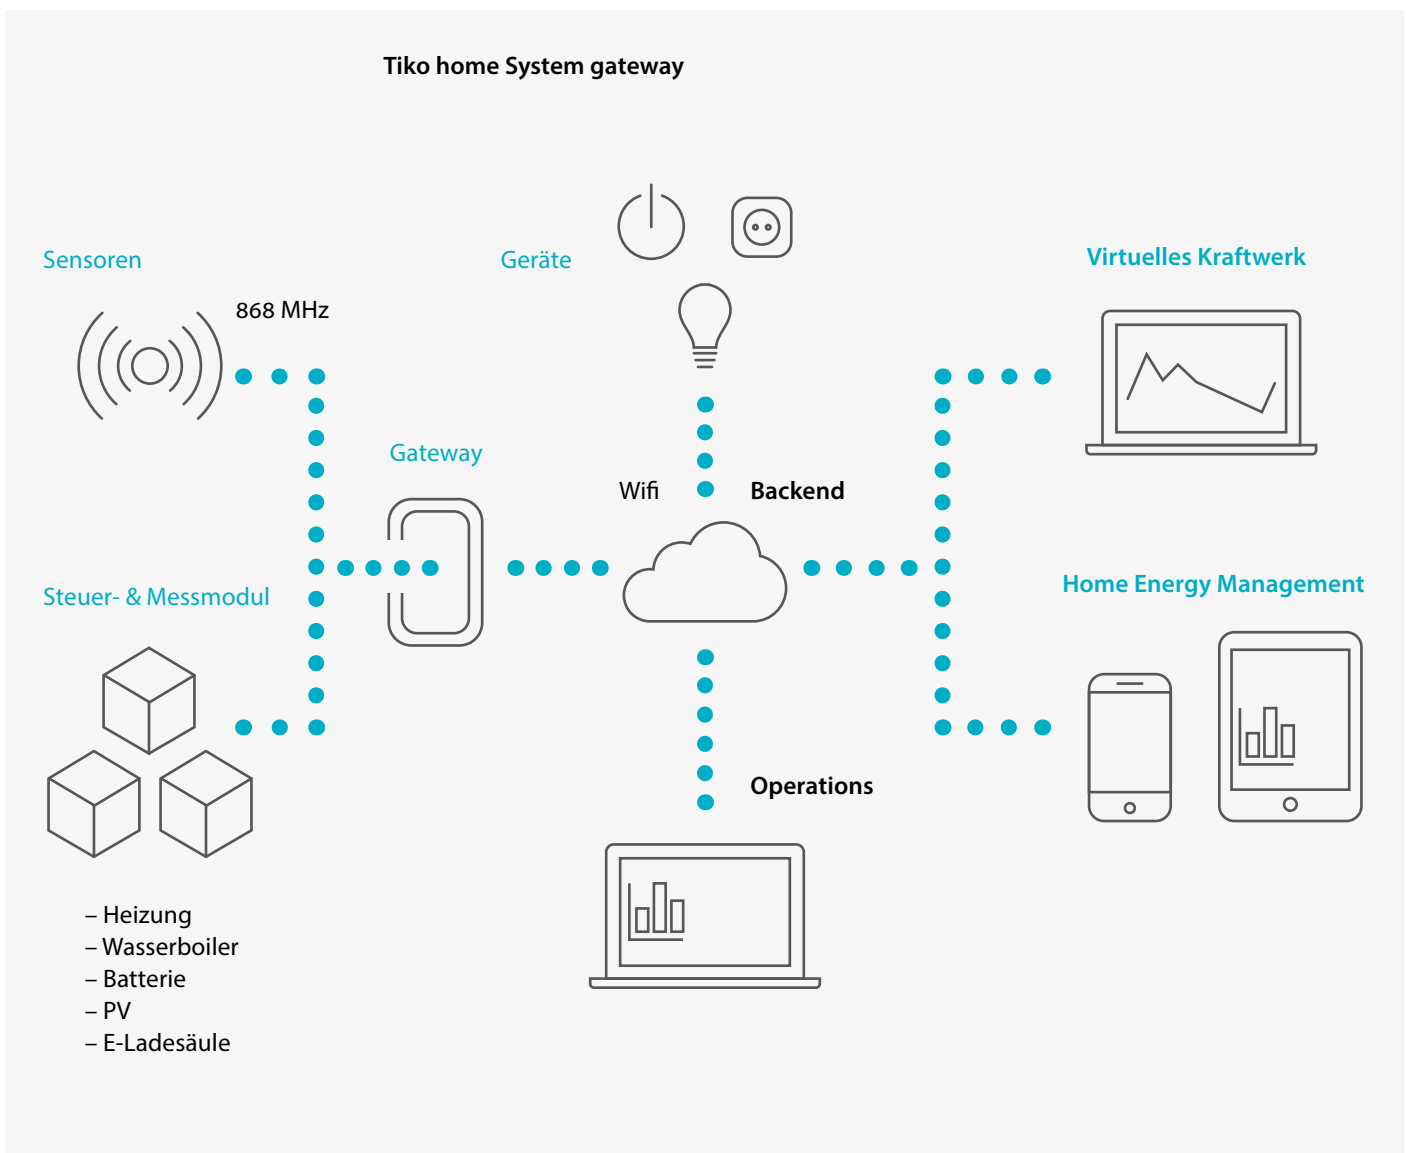 Tiko home System gateway
Sensoren
868 MHz
Geräte
Virtuelles Kraftwerk
Gateway
Wifi
Backend
Steuer- & Messmodul
Home Energy Management
Operations
– Heizung
– Wasserboiler
– Batterie
– PV
– E-Ladesäule